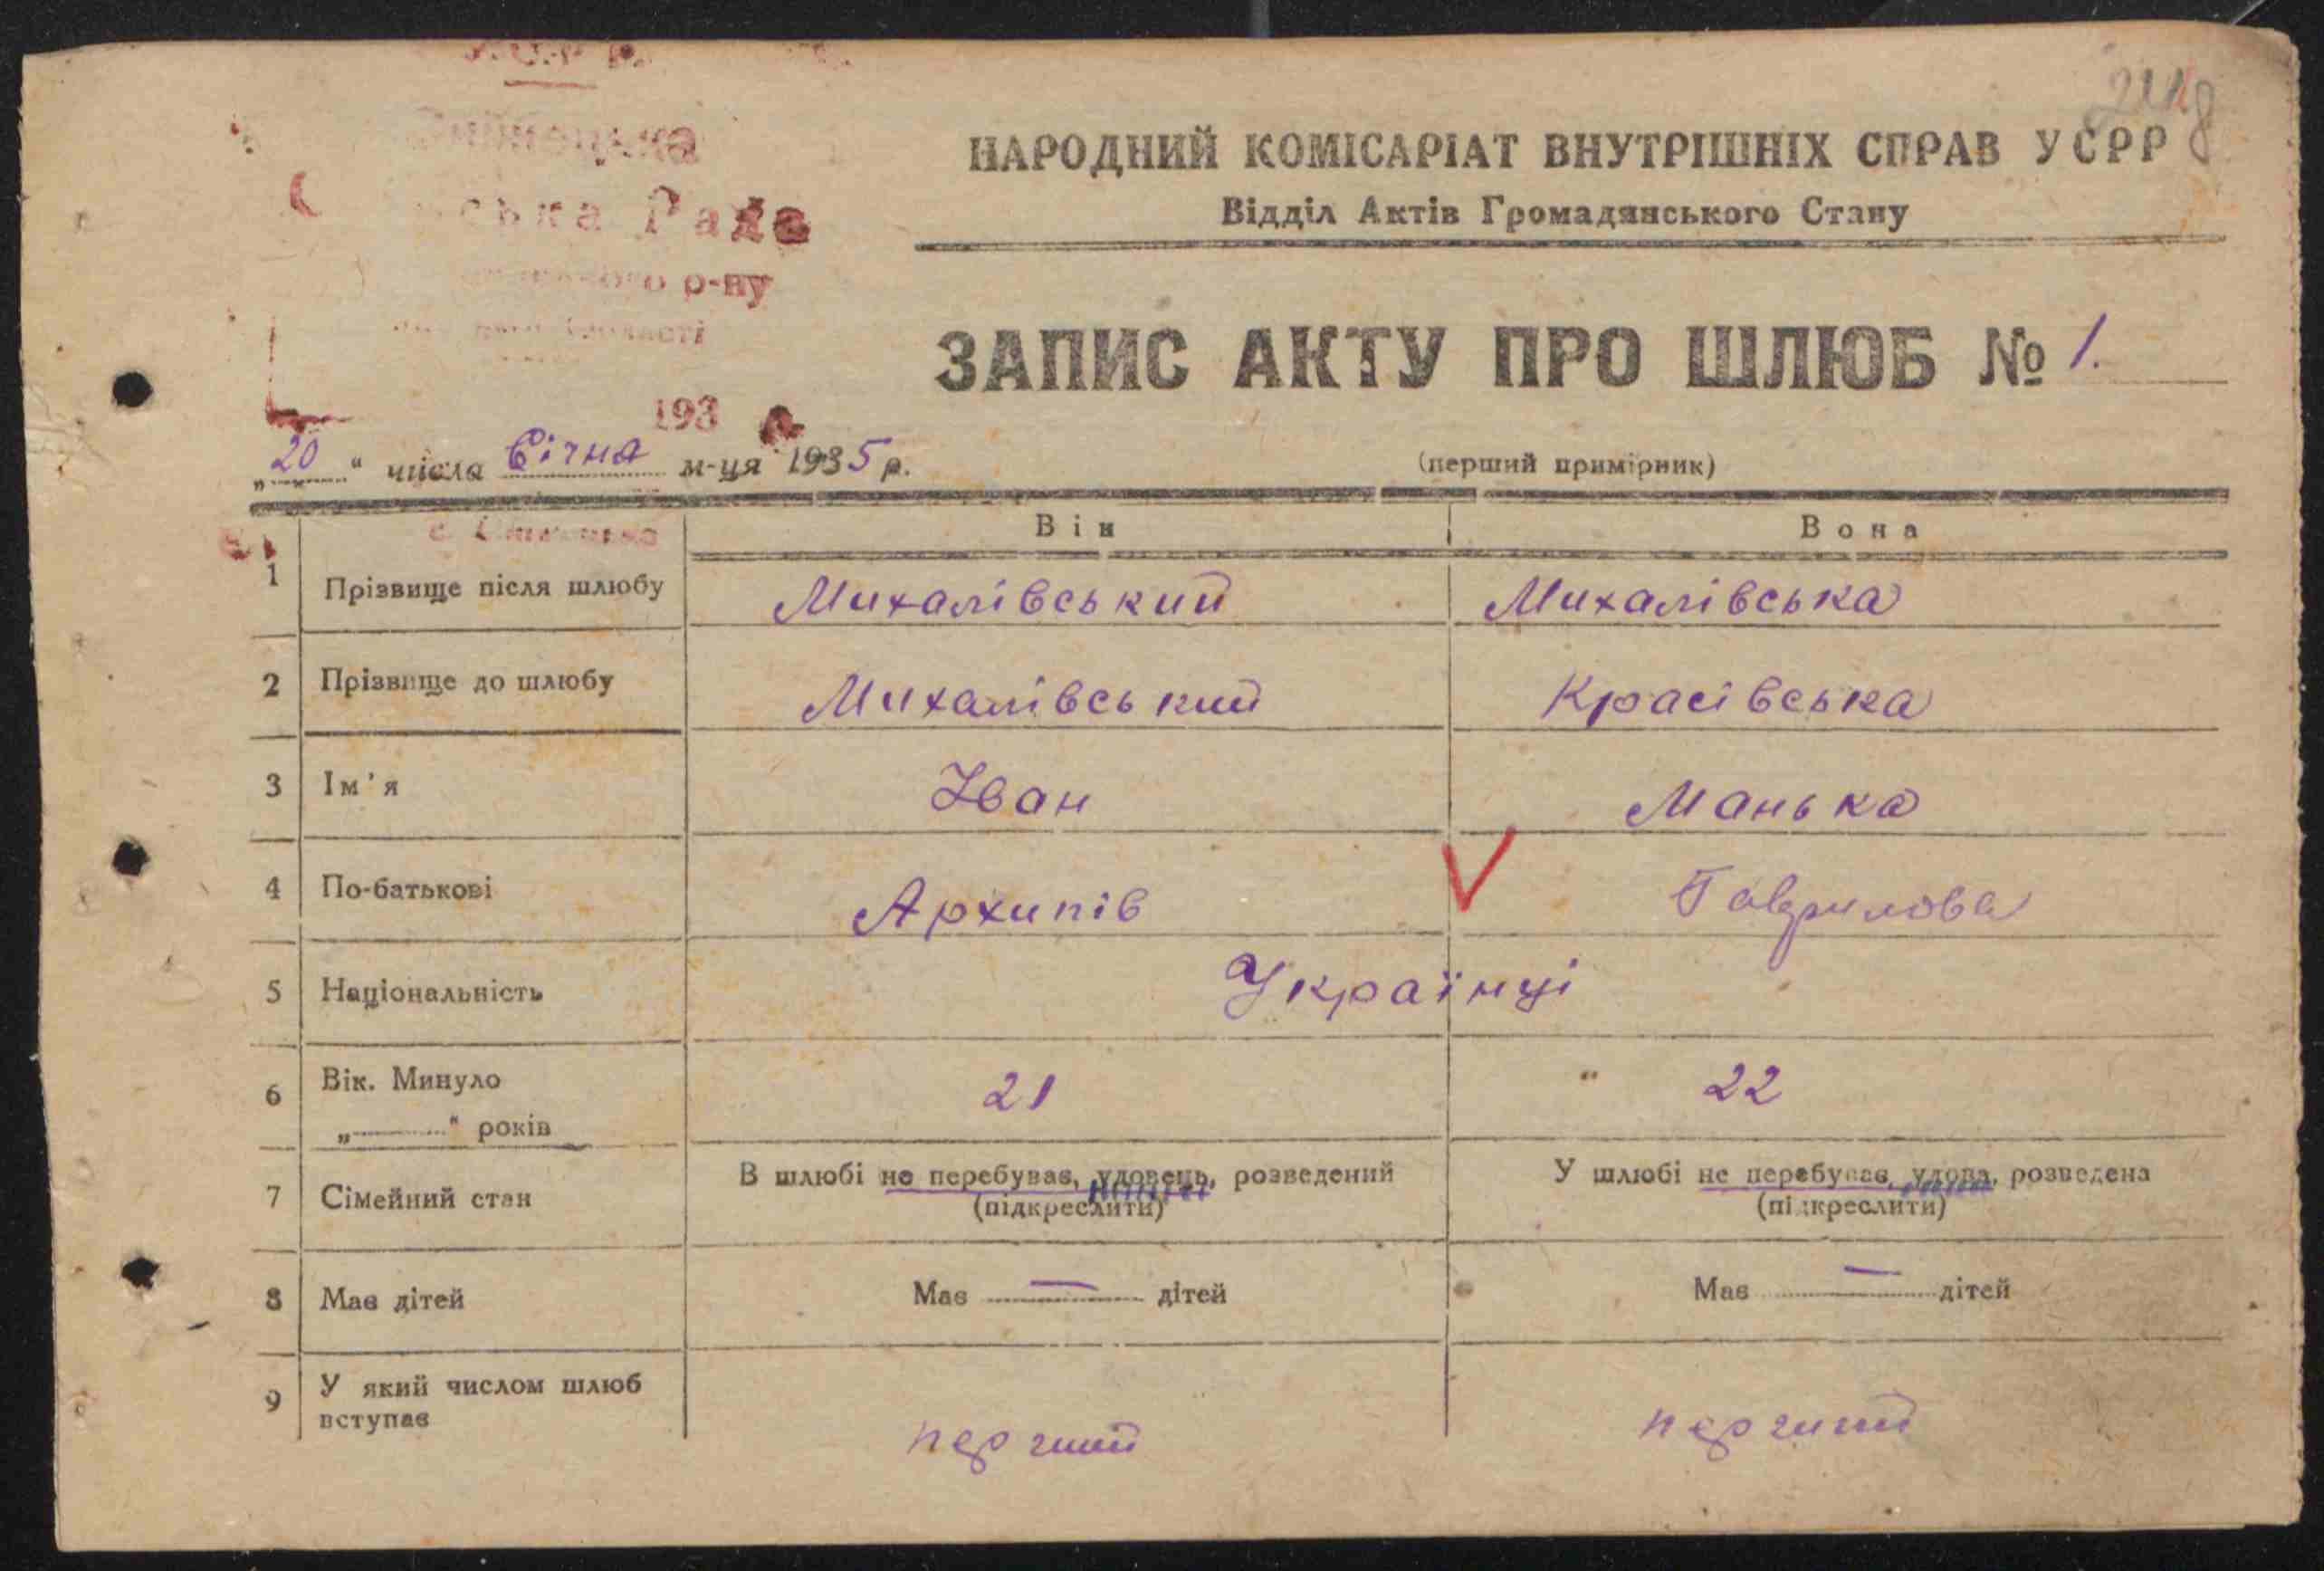 НАРОДНИЙ КОМІСАРІАТ ВНУТРІШНІХ СПРАВ УСРР
Відділ Актів Громадянського Стану
Рада
р-ну
ЗАПИС АКТУ ПРО ШЛЮБ № 1.
193 р.
„20“ числа Січня м-ця 1935 р.
(перший примірник)
Він Вона
1 Прізвище після шлюбу Михалівський Михалівська
2 Прізвище до шлюбу Михалівський Красівська
3 Ім'я Іван Манька
4 По-батькові Архипів Гаврилова
5 Національність Українці
6 Вік. Минуло „ “ років 21 " 22
7 Сімейний стан В шлюбі не перебуває, удовець, розведений У шлюбі не перебуває, удова, розведена
(підкреслити) (підкреслити)
8 Має дітей Має — дітей Має — дітей
9 У який числом шлюб вступає перший перший